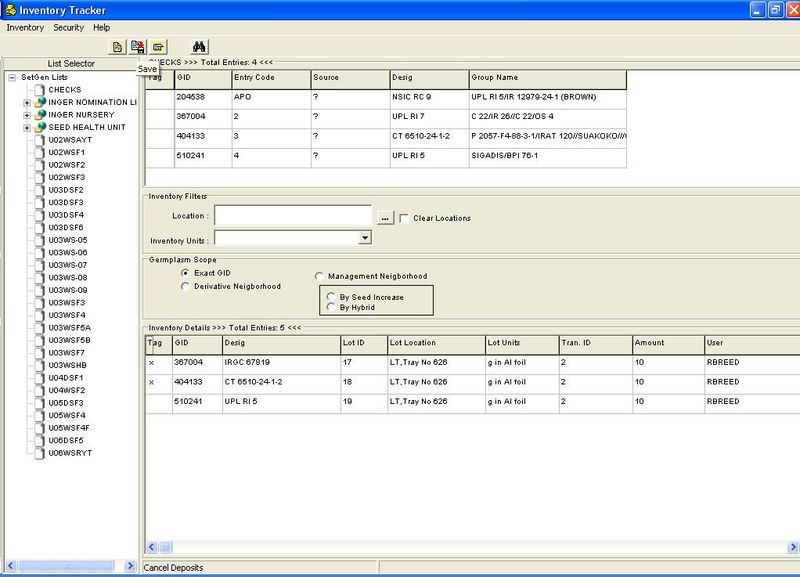 Inventory Tracker
Inventory Security Help
Save
List Selector
SetGen Lists
CHECKS
INGER NOMINATION LI
INGER NURSERY
SEED HEALTH UNIT
U02WSAYT
U02WSF1
U02WSF2
U02WSF3
U03DSF2
U03DSF3
U03DSF4
U03DSF6
U03WS-05
U03WS-06
U03WS-07
U03WS-08
U03WS-09
U03WSF3
U03WSF4
U03WSF5A
U03WSF5B
U03WSF7
U03WSHB
U04DSF1
U04WSF2
U05DSF3
U05WSF4
U05WSF4F
U06DSF5
U06WSRYT
CHECKS >>> Total Entries: 4 <<<
Tag GID Entry Code Source Desig Group Name
204538 APO ? NSIC RC 9 UPL RI 5/IR 12979-24-1 (BROWN)
367004 2 ? UPL RI 7 C 22/IR 26//C 22/OS 4
404133 3 ? CT 6510-24-1-2 P 2057-F4-88-3-1/IRAT 120//SUAKOKO///
510241 4 ? UPL RI 5 SIGADIS/BPI 76-1
Inventory Filters
Location :
... Clear Locations
Inventory Units :
Germplasm Scope
Exact GID
Management Neigborhood
Derivative Neigborhood
By Seed Increase
By Hybrid
Inventory Details >>> Total Entries: 5 <<<
Tag GID Desig Lot ID Lot Location Lot Units Tran. ID Amount User
x 367004 IRGC 67819 17 LT,Tray No 626 g in Al foil 2 10 RBREED
x 404133 CT 6510-24-1-2 18 LT,Tray No 626 g in Al foil 2 10 RBREED
510241 UPL RI 5 19 LT,Tray No 626 g in Al foil 2 10 RBREED
Cancel Deposits